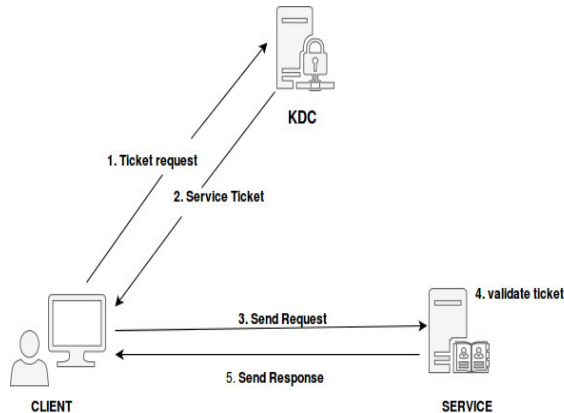 KDC
1. Ticket request
2. Service Ticket
4. validate ticket
3. Send Request
5. Send Response
CLIENT
SERVICE